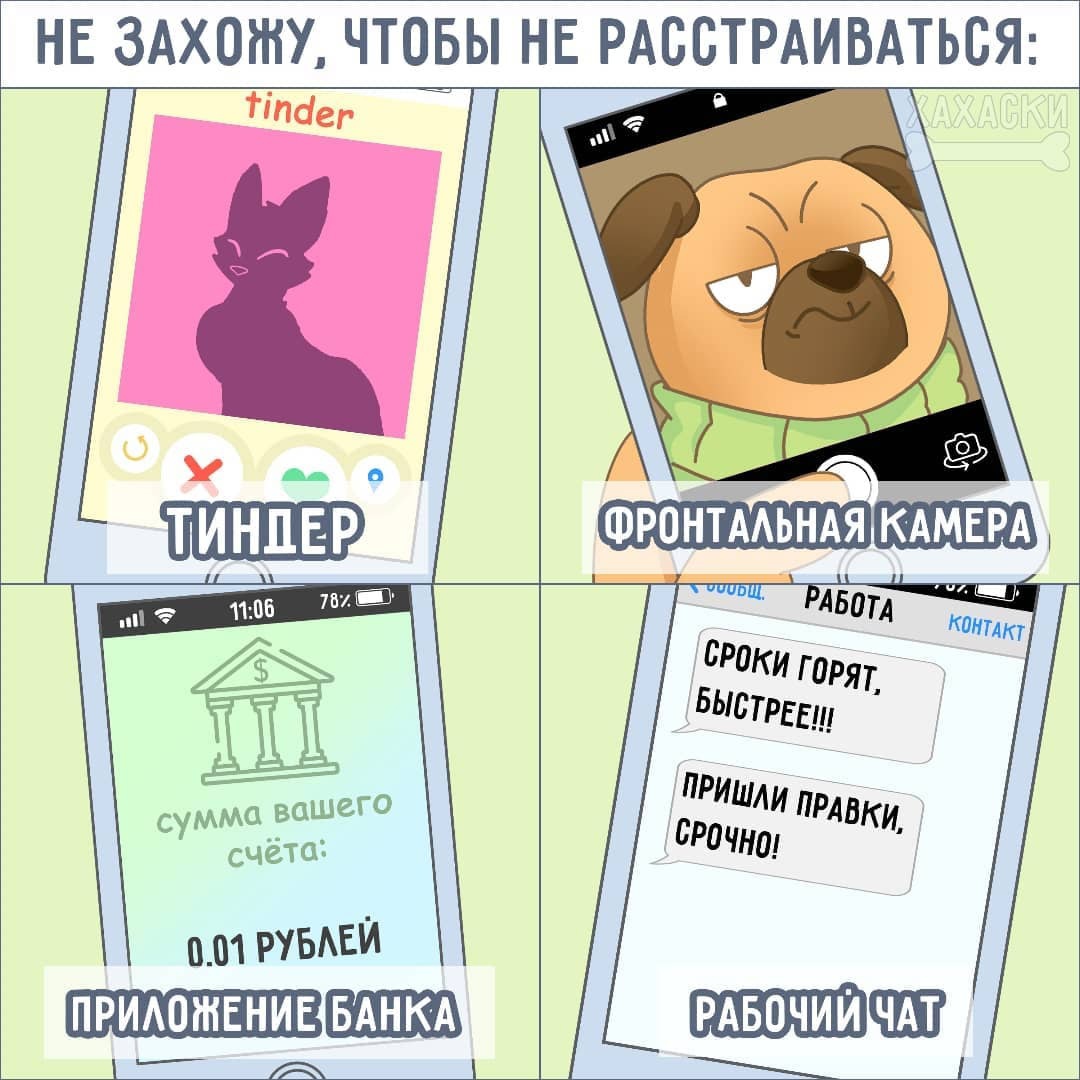 НЕ ЗАХОЖУ, ЧТОБЫ НЕ РАССТРАИВАТЬСЯ:
tinder
ТИНДЕР
ХАХАСКИ
ФРОНТАЛЬНАЯ КАМЕРА
11:06 78%
$
сумма вашего
счёта:
0.01 РУБЛЕЙ
ПРИЛОЖЕНИЕ БАНКА
СООБЩ. РАБОТА КОНТАКТ
СРОКИ ГОРЯТ,
БЫСТРЕЕ!!!
ПРИШЛИ ПРАВКИ,
СРОЧНО!
РАБОЧИЙ ЧАТ